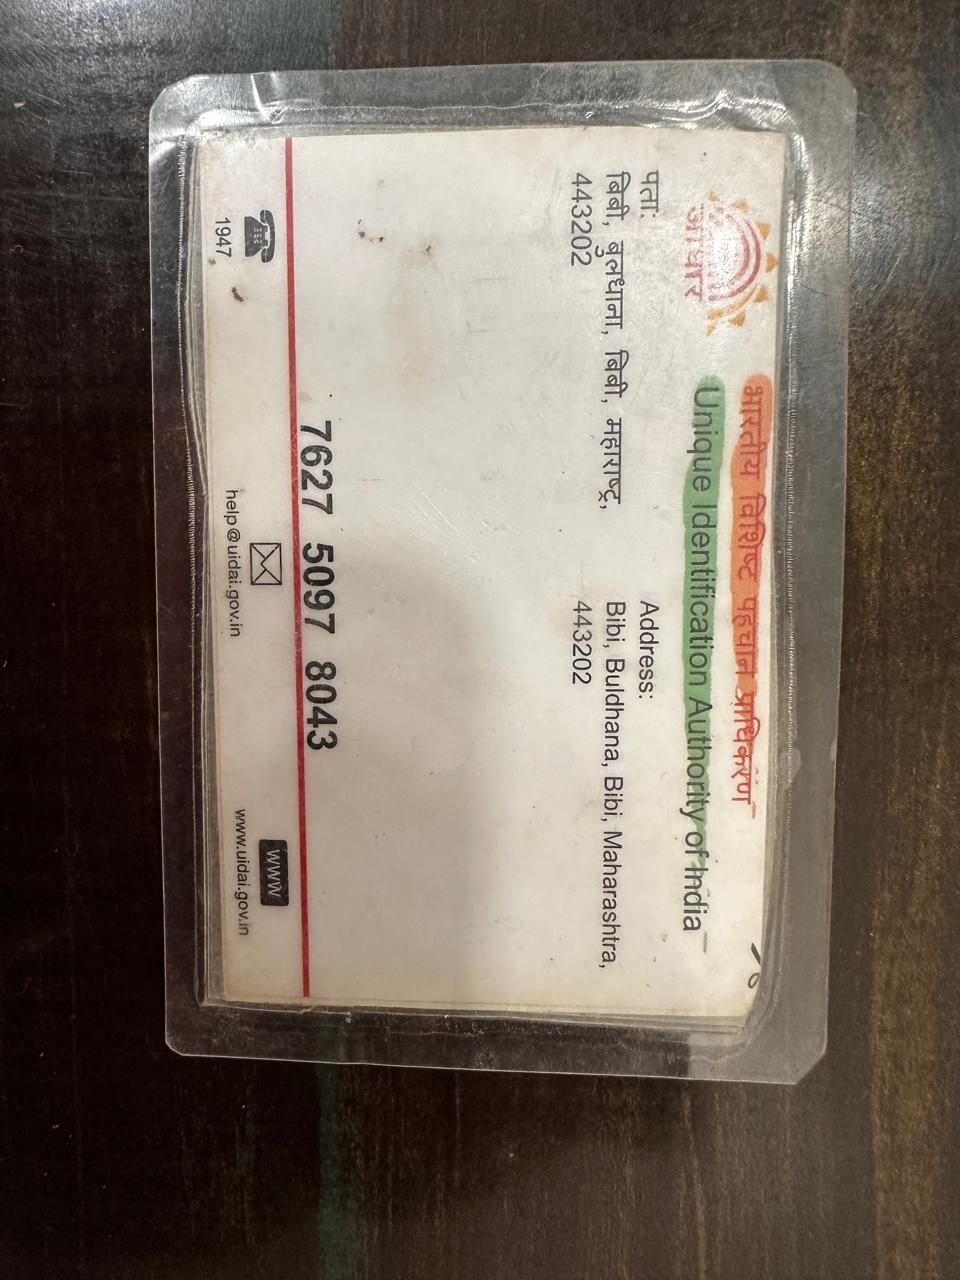 आधार
भारतीय विशिष्ट पहचान प्राधिकरण
Unique Identification Authority of India
पता:
बिबी, बुलधाना, बिबी, महाराष्ट्र,
443202
Address:
Bibi, Buldhana, Bibi, Maharashtra,
443202
7627 5097 8043
1947
help@uidai.gov.in
www
www.uidai.gov.in